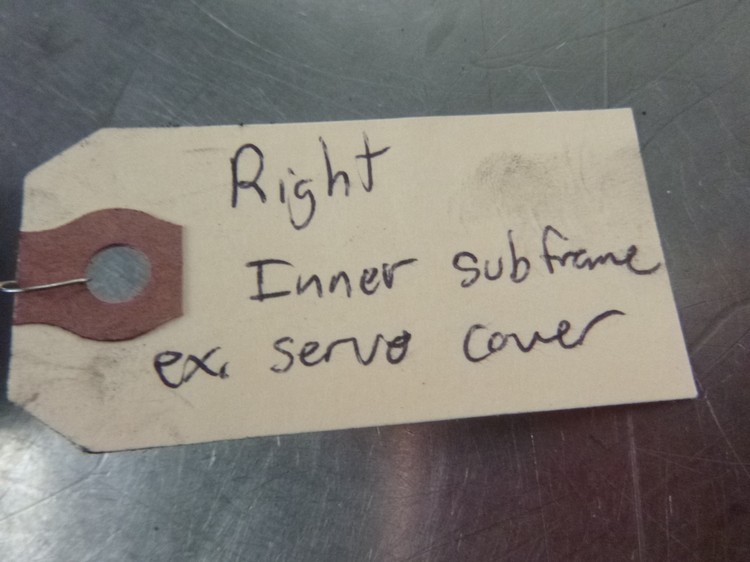 Right
Inner subframe
ex. servo cover